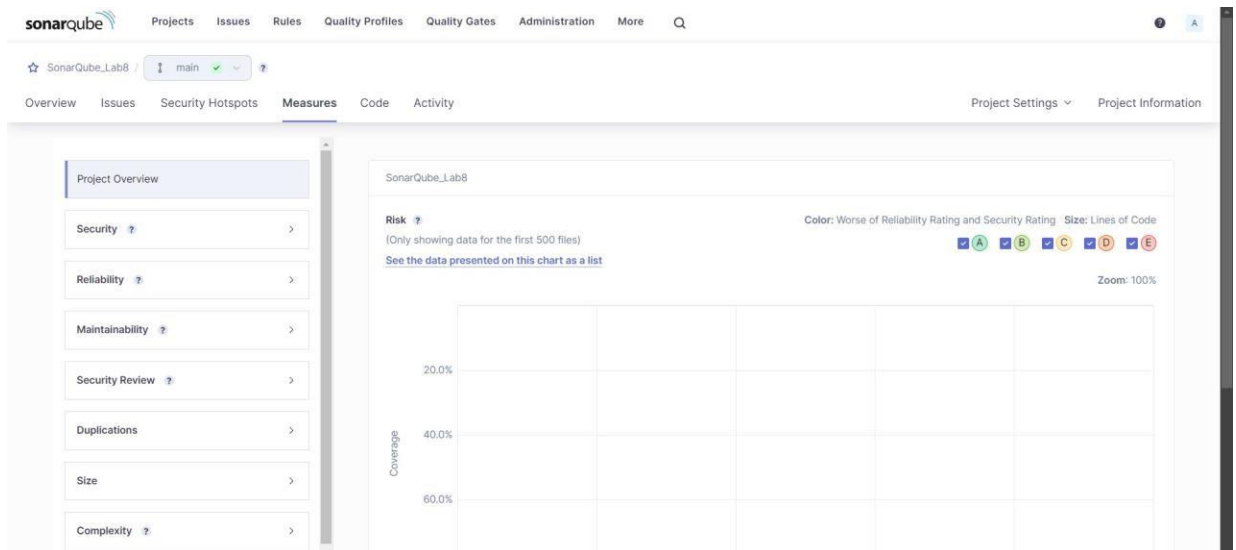 sonarqube Projects Issues Rules Quality Profiles Quality Gates Administration More ? A
SonarQube_Lab8 / main ?
Overview Issues Security Hotspots Measures Code Activity Project Settings Project Information
Project Overview
Security ?
Reliability ?
Maintainability ?
Security Review ?
Duplications
Size
Complexity ?
SonarQube_Lab8
Risk ? Color: Worse of Reliability Rating and Security Rating Size: Lines of Code
(Only showing data for the first 500 files) A B C D E
See the data presented on this chart as a list
Zoom: 100%
20.0%
40.0%
60.0%
Coverage